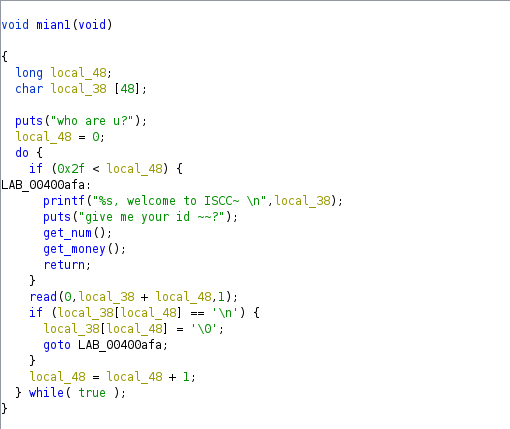 void mian1(void)
{
long local_48;
char local_38 [48];
puts("who are u?");
local_48 = 0;
do {
if (0x2f < local_48) {
LAB_00400afa:
printf("%s, welcome to ISCC~ \n",local_38);
puts("give me your id ~~?");
get_num();
get_money();
return;
}
read(0,local_38 + local_48,1);
if (local_38[local_48] == '\n') {
local_38[local_48] = '\0';
goto LAB_00400afa;
}
local_48 = local_48 + 1;
} while( true );
}